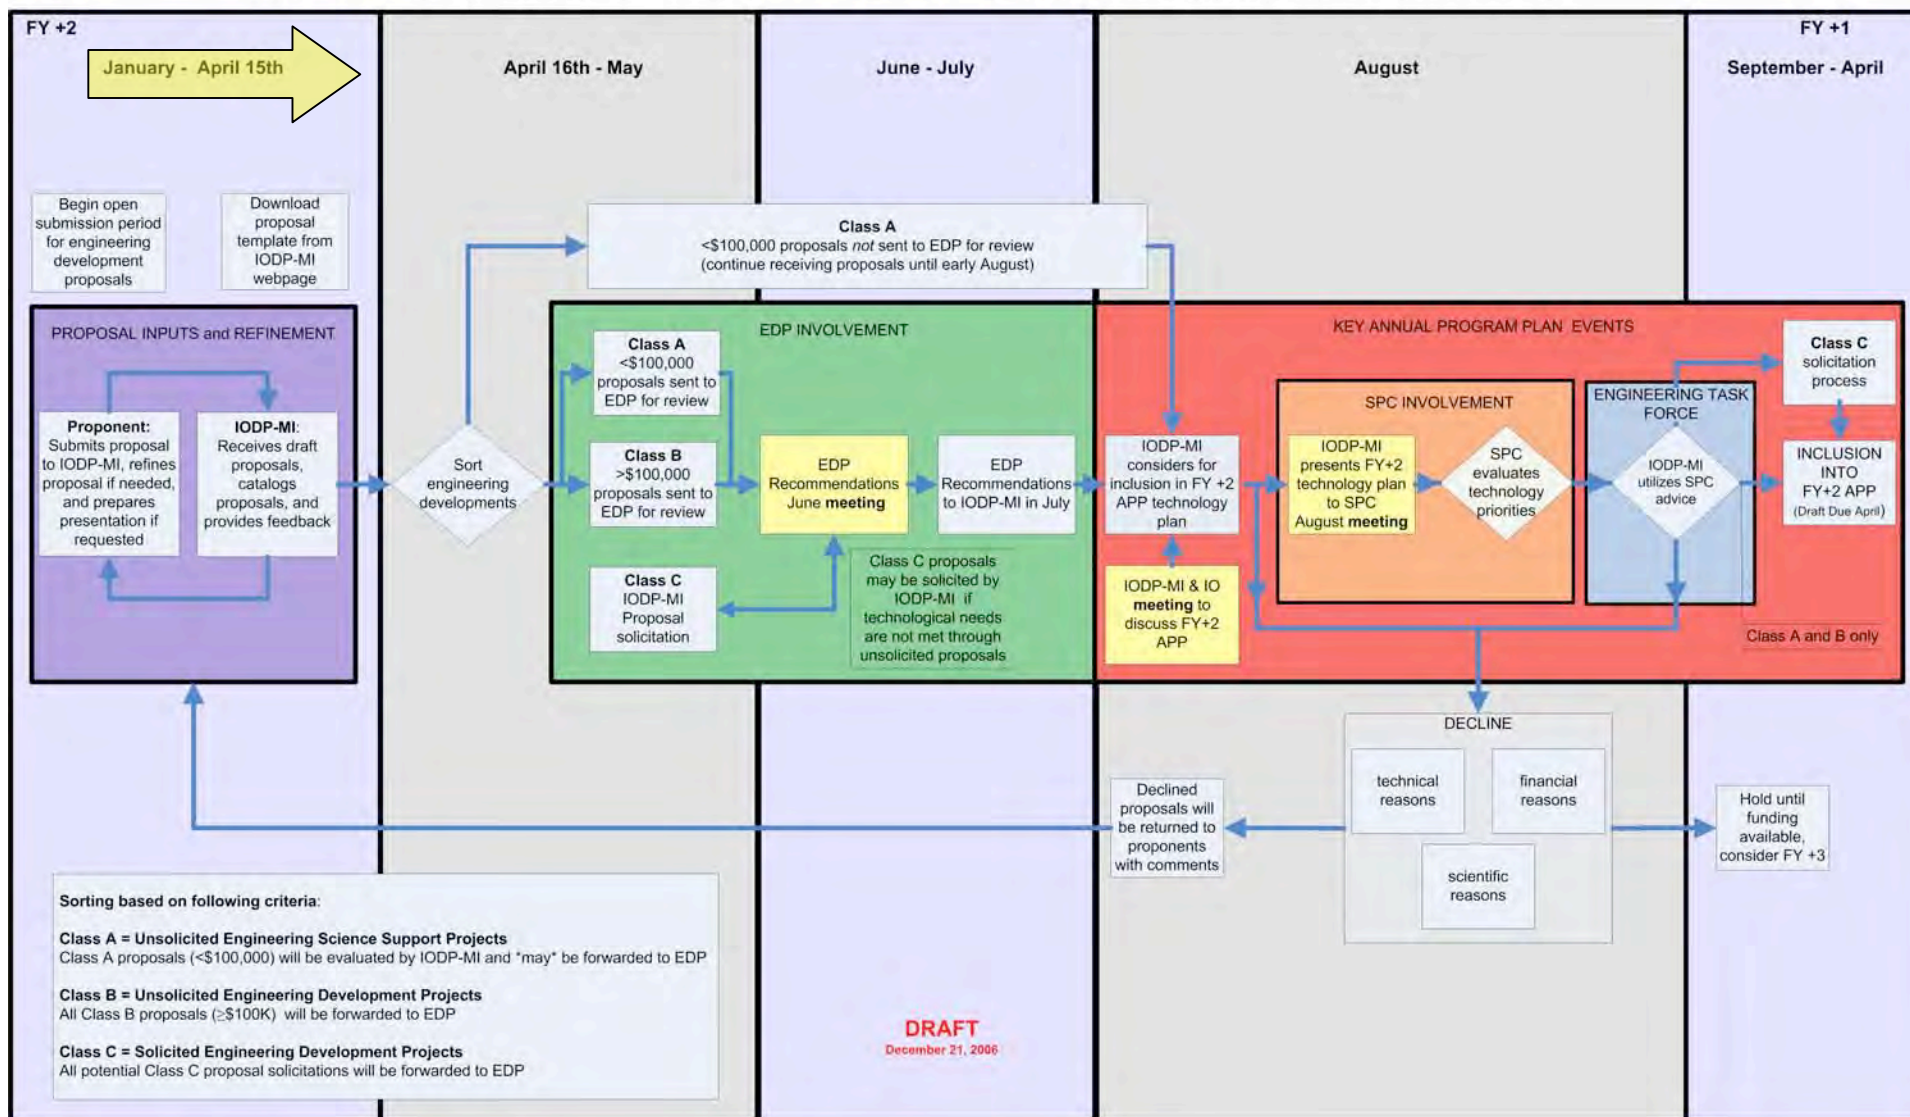 FY +2
FY +1
January - April 15th
April 16th - May
June - July
August
September - April
Begin open
submission period
for engineering
development
proposals
Download
proposal
template from
IODP-MI
webpage
Class A
<$100,000 proposals not sent to EDP for review
(continue receiving proposals until early August)
PROPOSAL INPUTS and REFINEMENT
Proponent:
Submits proposal
to IODP-MI, refines
proposal if needed,
and prepares
presentation if
requested
IODP-MI:
Receives draft
proposals,
catalogs
proposals, and
provides feedback
Sort
engineering
developments
EDP INVOLVEMENT
Class A
<$100,000
proposals sent to
EDP for review
Class B
>$100,000
proposals sent to
EDP for review
Class C
IODP-MI
Proposal
solicitation
EDP
Recommendations
June meeting
EDP
Recommendations
to IODP-MI in July
Class C proposals
may be solicited by
IODP-MI if
technological needs
are not met through
unsolicited proposals
KEY ANNUAL PROGRAM PLAN EVENTS
IODP-MI
considers for
inclusion in FY +2
APP technology
plan
IODP-MI & IO
meeting to
discuss FY+2
APP
SPC INVOLVEMENT
IODP-MI
presents FY+2
technology plan
to SPC
August meeting
SPC
evaluates
technology
priorities
ENGINEERING TASK
FORCE
IODP-MI
utilizes SPC
advice
Class C
solicitation
process
INCLUSION
INTO
FY+2 APP
(Draft Due April)
Class A and B only
DECLINE
technical
reasons
financial
reasons
scientific
reasons
Declined
proposals will
be returned to
proponents
with comments
Hold until
funding
available,
consider FY +3
Sorting based on following criteria:
Class A = Unsolicited Engineering Science Support Projects
Class A proposals (<$100,000) will be evaluated by IODP-MI and *may* be forwarded to EDP
Class B = Unsolicited Engineering Development Projects
All Class B proposals (≥$100K) will be forwarded to EDP
Class C = Solicited Engineering Development Projects
All potential Class C proposal solicitations will be forwarded to EDP
DRAFT
December 21, 2006